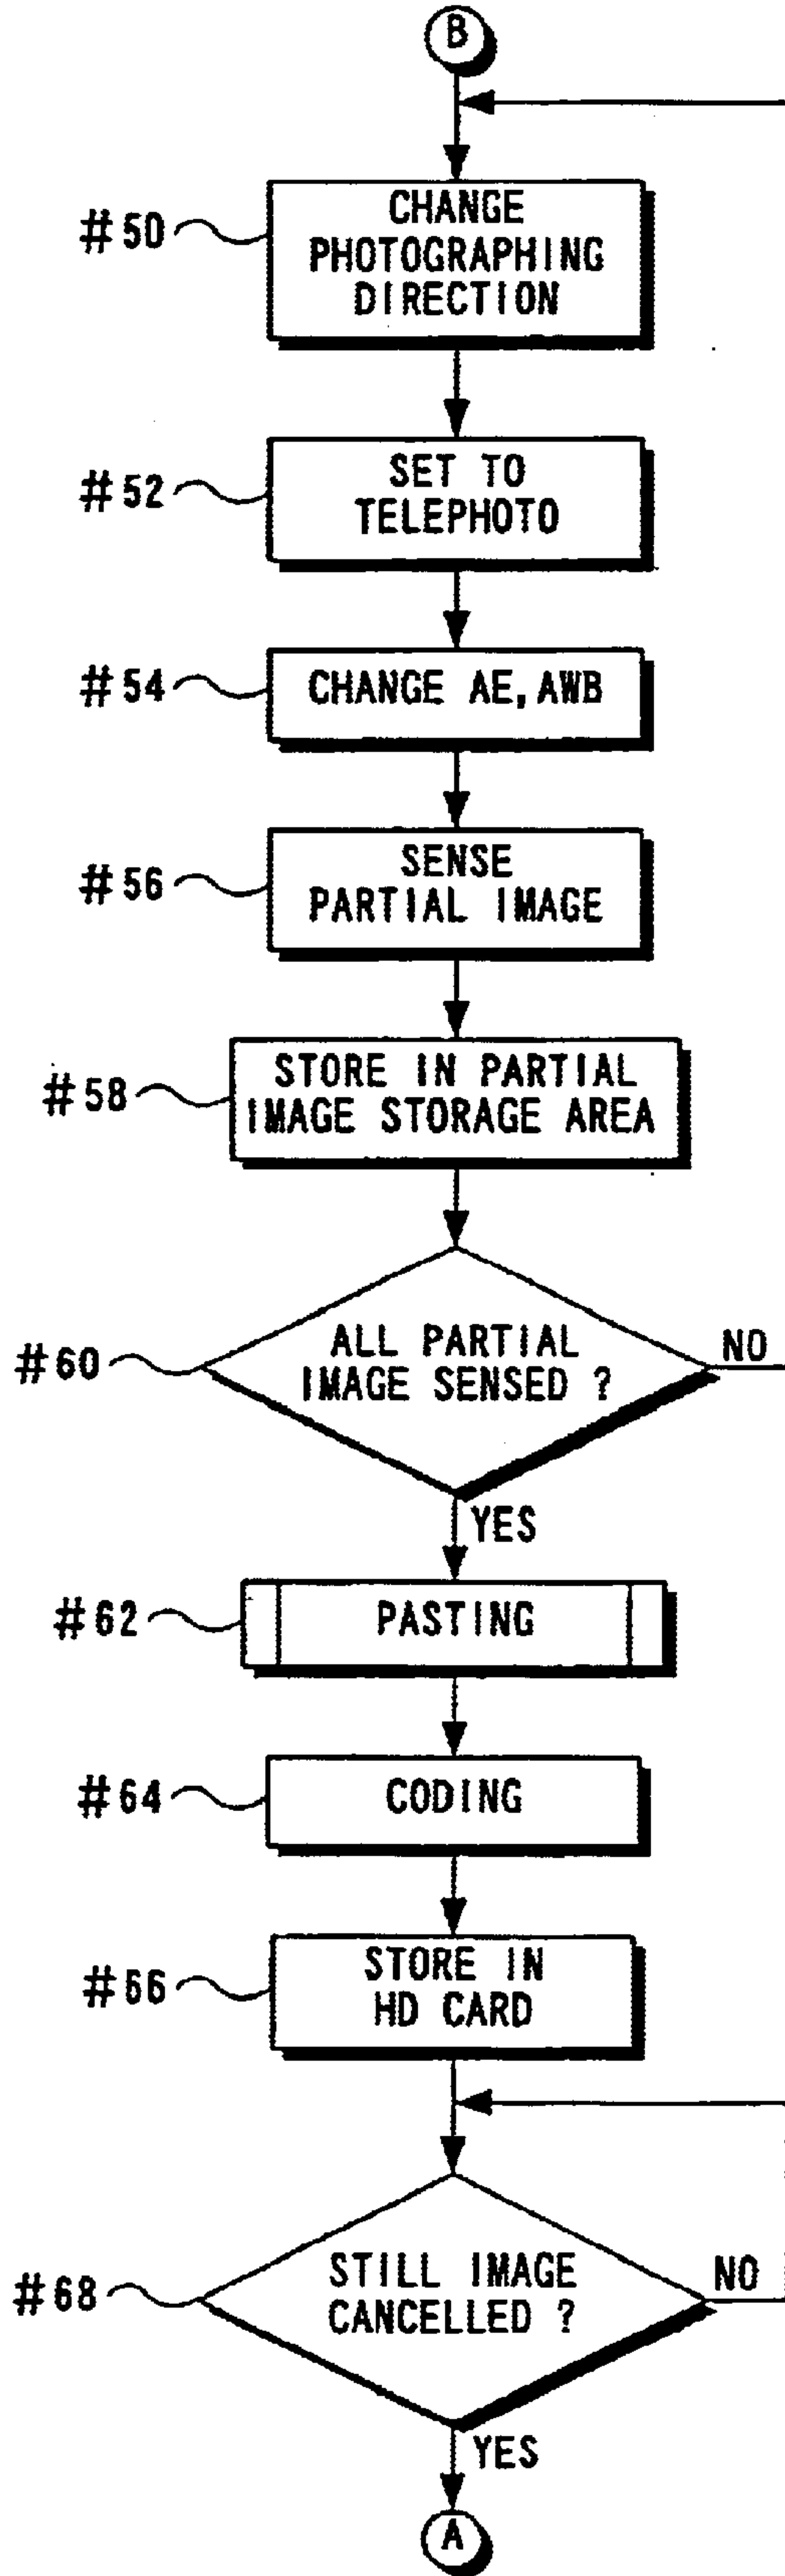 B
#50
CHANGE
PHOTOGRAPHING
DIRECTION
#52
SET TO
TELEPHOTO
#54
CHANGE AE, AWB
#56
SENSE
PARTIAL IMAGE
#58
STORE IN PARTIAL
IMAGE STORAGE AREA
#60
ALL PARTIAL
IMAGE SENSED ?
NO
YES
#62
PASTING
#64
CODING
#66
STORE IN
HD CARD
#68
STILL IMAGE
CANCELLED ?
NO
YES
A